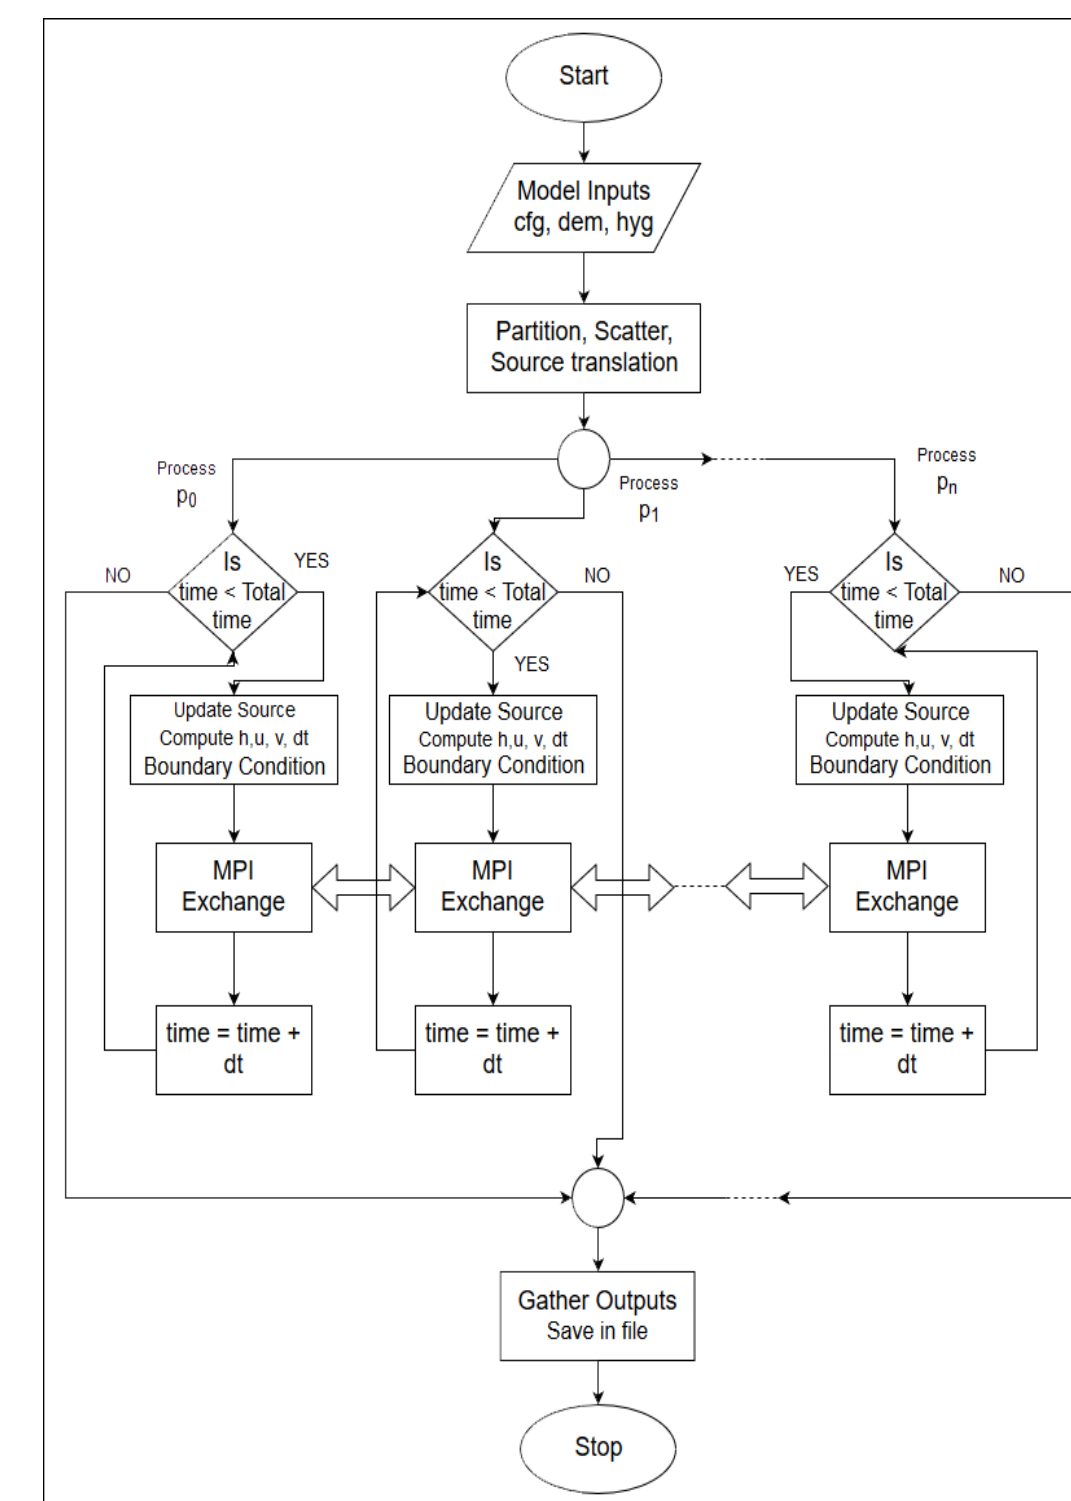 Start
Model Inputs
cfg, dem, hyg
Partition, Scatter,
Source translation
Process
p0
Process
p1
Process
pn
NO
Is
time < Total
time
YES
Is
time < Total
time
NO
YES
YES
Is
time < Total
time
NO
Update Source
Compute h,u, v, dt
Boundary Condition
Update Source
Compute h,u, v, dt
Boundary Condition
Update Source
Compute h,u, v, dt
Boundary Condition
MPI
Exchange
MPI
Exchange
MPI
Exchange
time = time +
dt
time = time +
dt
time = time +
dt
Gather Outputs
Save in file
Stop